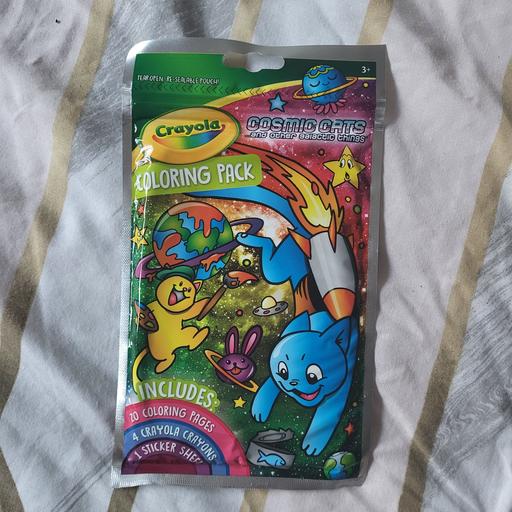 TEAR OPEN. RE-SEALABLE POUCH!
3+
Crayola
COSMIC CATS
and other galactic things
COLORING PACK
INCLUDES:
20 COLORING PAGES
4 CRAYOLA CRAYONS
1 STICKER SHEET